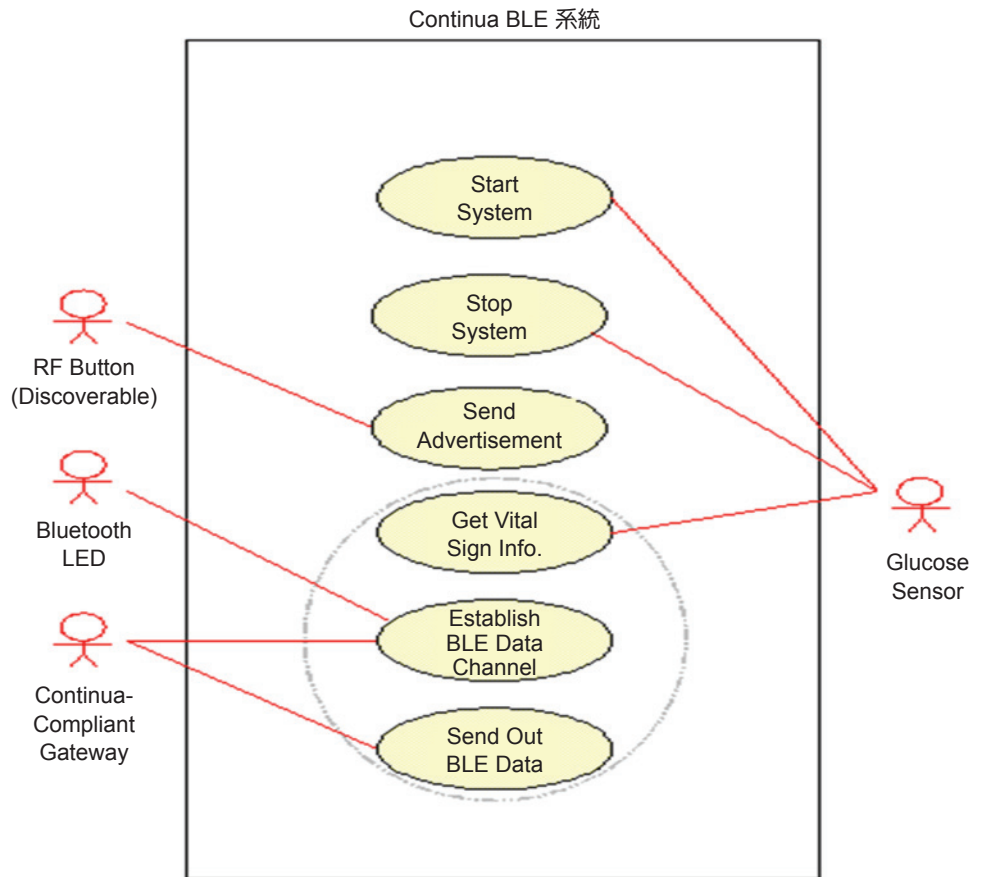 Continua BLE 系統
Start
System
Stop
System
RF Button
(Discoverable)
Send
Advertisement
Bluetooth
LED
Get Vital
Sign Info.
Glucose
Sensor
Establish
BLE Data
Channel
Continua-
Compliant
Gateway
Send Out
BLE Data